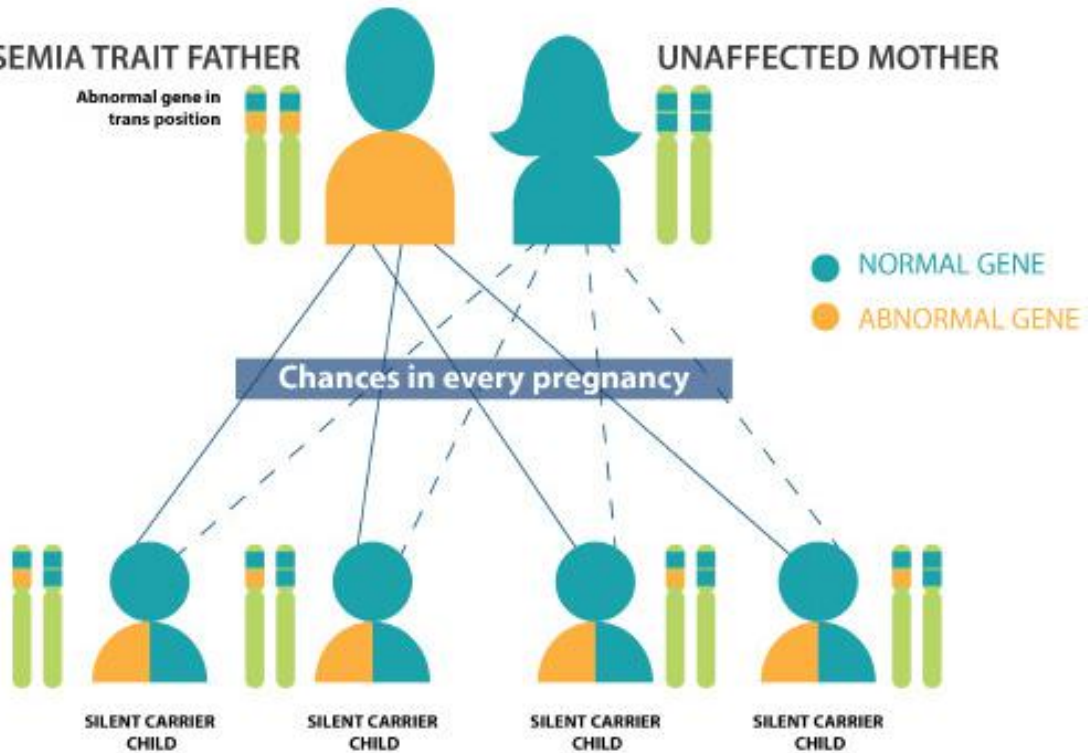 SEMIA TRAIT FATHER
UNAFFECTED MOTHER
Abnormal gene in
trans position
NORMAL GENE
ABNORMAL GENE
Chances in every pregnancy
SILENT CARRIER
CHILD
SILENT CARRIER
CHILD
SILENT CARRIER
CHILD
SILENT CARRIER
CHILD